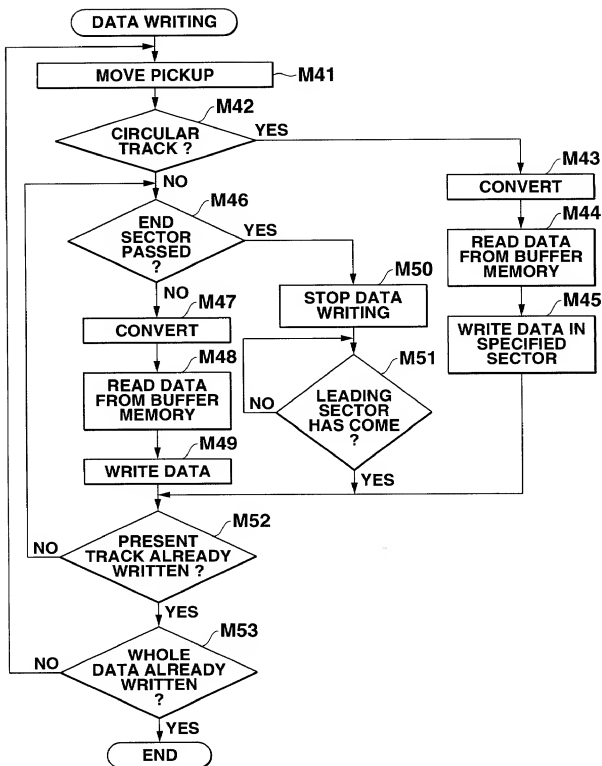 DATA WRITING
MOVE PICKUP
M41
M42
CIRCULAR
TRACK ?
YES
NO
M43
CONVERT
M44
READ DATA
FROM BUFFER
MEMORY
M45
WRITE DATA IN
SPECIFIED
SECTOR
M46
END
SECTOR
PASSED
?
YES
NO
M47
CONVERT
M48
READ DATA
FROM BUFFER
MEMORY
M49
WRITE DATA
M50
STOP DATA
WRITING
M51
LEADING
SECTOR
HAS COME
?
NO
YES
M52
PRESENT
TRACK ALREADY
WRITTEN ?
NO
YES
M53
WHOLE
DATA ALREADY
WRITTEN
?
NO
YES
END